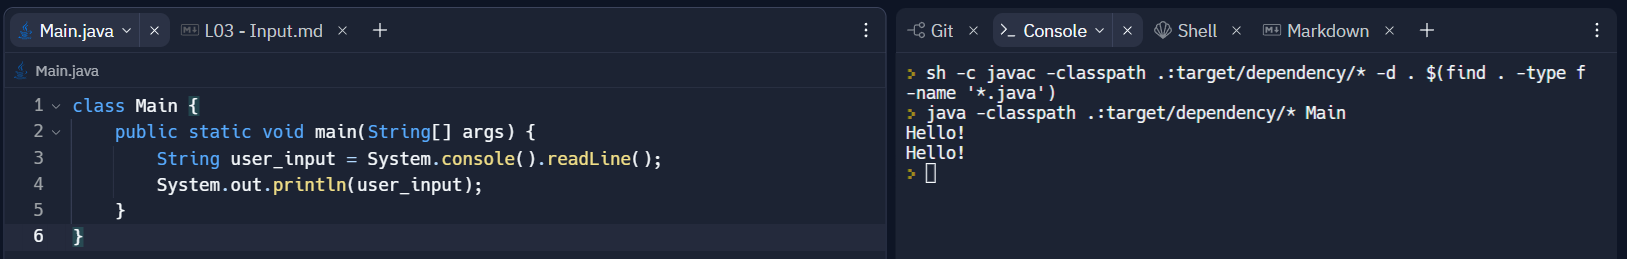 Main.java
L03 - Input.md
Main.java
1 class Main {
2 public static void main(String[] args) {
3 String user_input = System.console().readLine();
4 System.out.println(user_input);
5 }
6 }
Git
Console
Shell
Markdown
sh -c javac -classpath .:target/dependency/* -d . $(find . -type f
-name '*.java')
java -classpath .:target/dependency/* Main
Hello!
Hello!